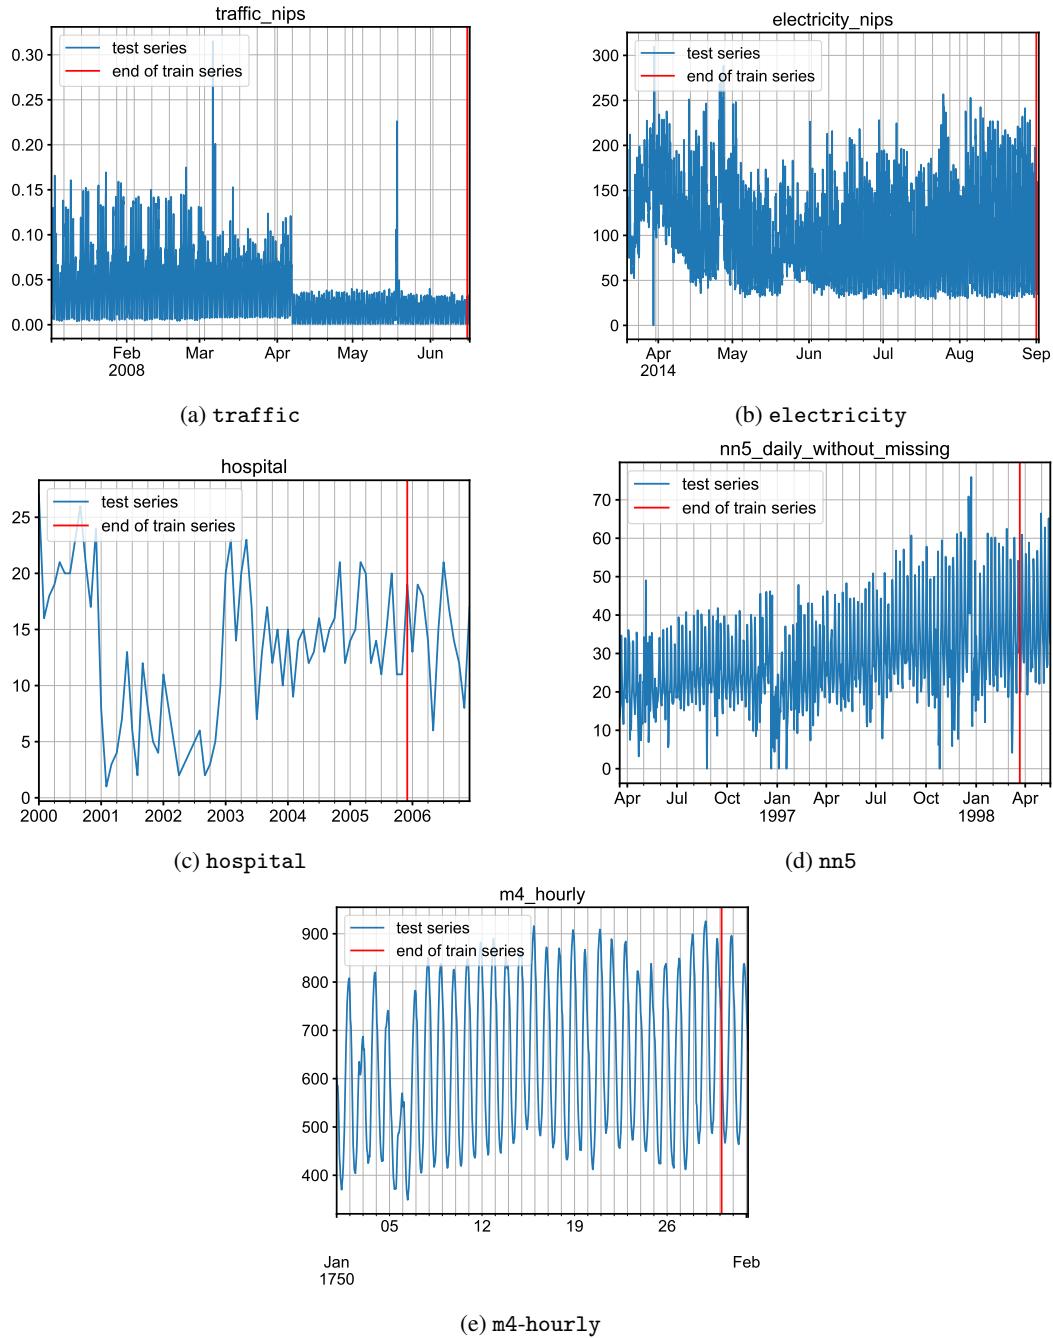 traffic_nips
test series
end of train series
0.30
0.25
0.20
0.15
0.10
0.05
0.00
Feb Mar Apr May Jun
2008
(a) traffic
electricity_nips
test series
end of train series
300
250
200
150
100
50
0
Apr May Jun Jul Aug Sep
2014
(b) electricity
hospital
test series
end of train series
25
20
15
10
5
0
2000 2001 2002 2003 2004 2005 2006
(c) hospital
nn5_daily_without_missing
test series
end of train series
70
60
50
40
30
20
10
0
Apr Jul Oct Jan Apr Jul Oct Jan Apr
1997 1998
(d) nn5
m4_hourly
test series
end of train series
900
800
700
600
500
400
05 12 19 26
Jan Feb
1750
(e) m4-hourly